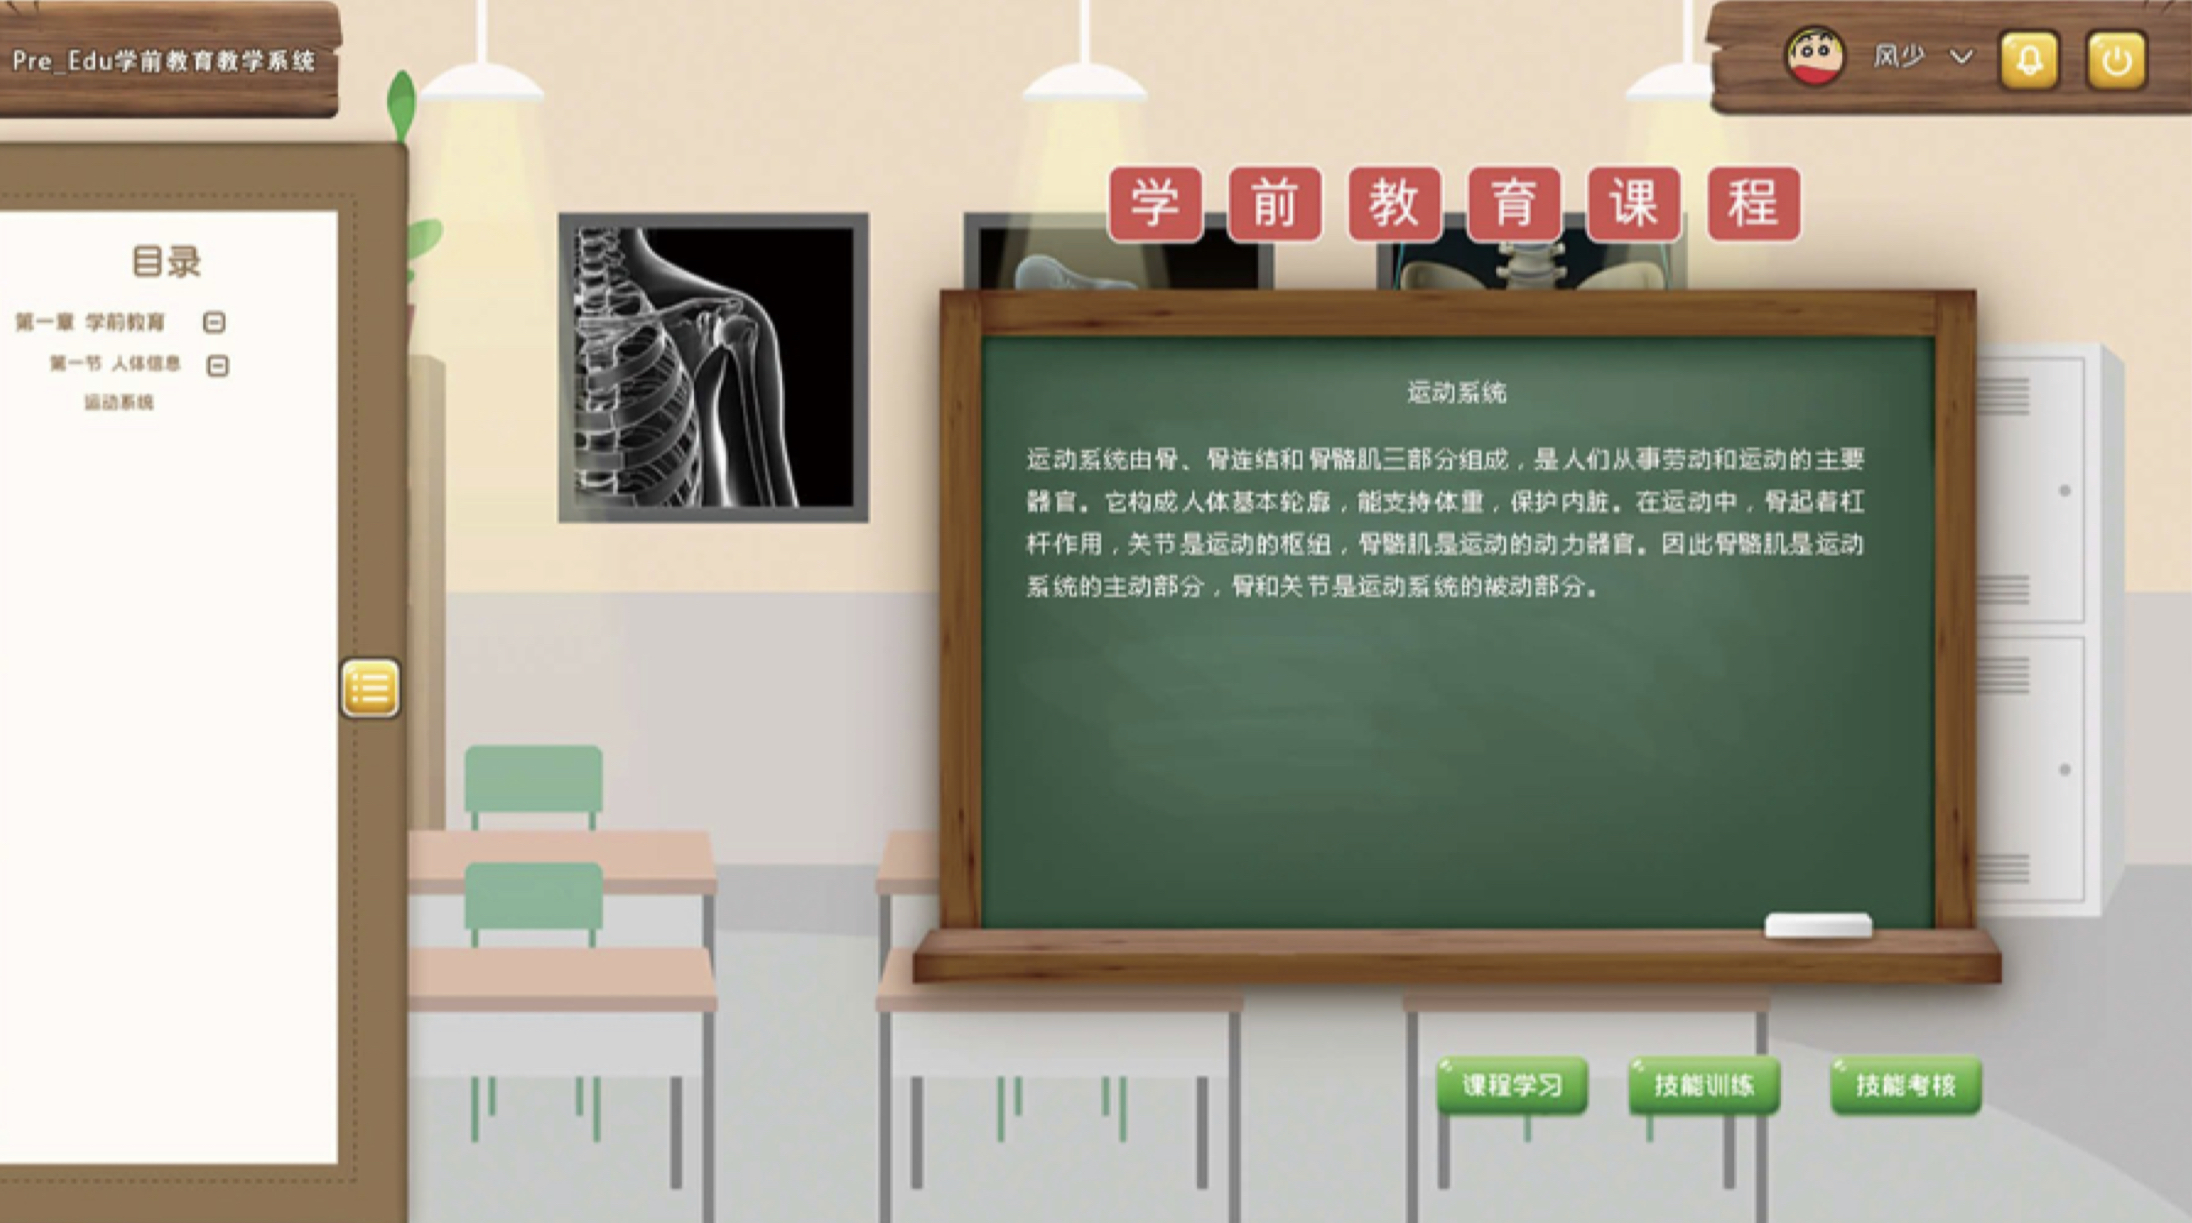 Pre_Edu学前教育教学系统
风少
学前教育课程
目录
第一章 学前教育
第一节 人体信息
运动系统
运动系统
运动系统由骨、骨连结和骨骼肌三部分组成，是人们从事劳动和运动的主要
器官。它构成人体基本轮廓，能支持体重，保护内脏。在运动中，骨起着杠
杆作用，关节是运动的枢纽，骨骼肌是运动的动力器官。因此骨骼肌是运动
系统的主动部分，骨和关节是运动系统的被动部分。
课程学习
技能训练
技能考核